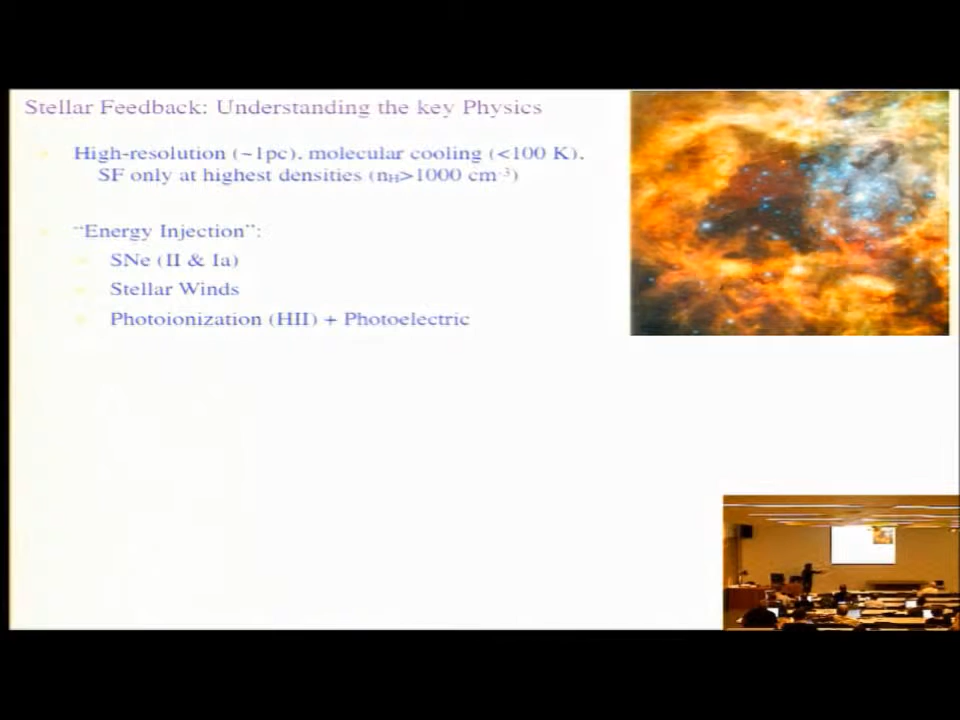 Stellar Feedback: Understanding the key Physics
High-resolution (~1pc), molecular cooling (<100 K),
SF only at highest densities (nH>1000 cm-3)
“Energy Injection”:
SNe (II & Ia)
Stellar Winds
Photoionization (HII) + Photoelectric